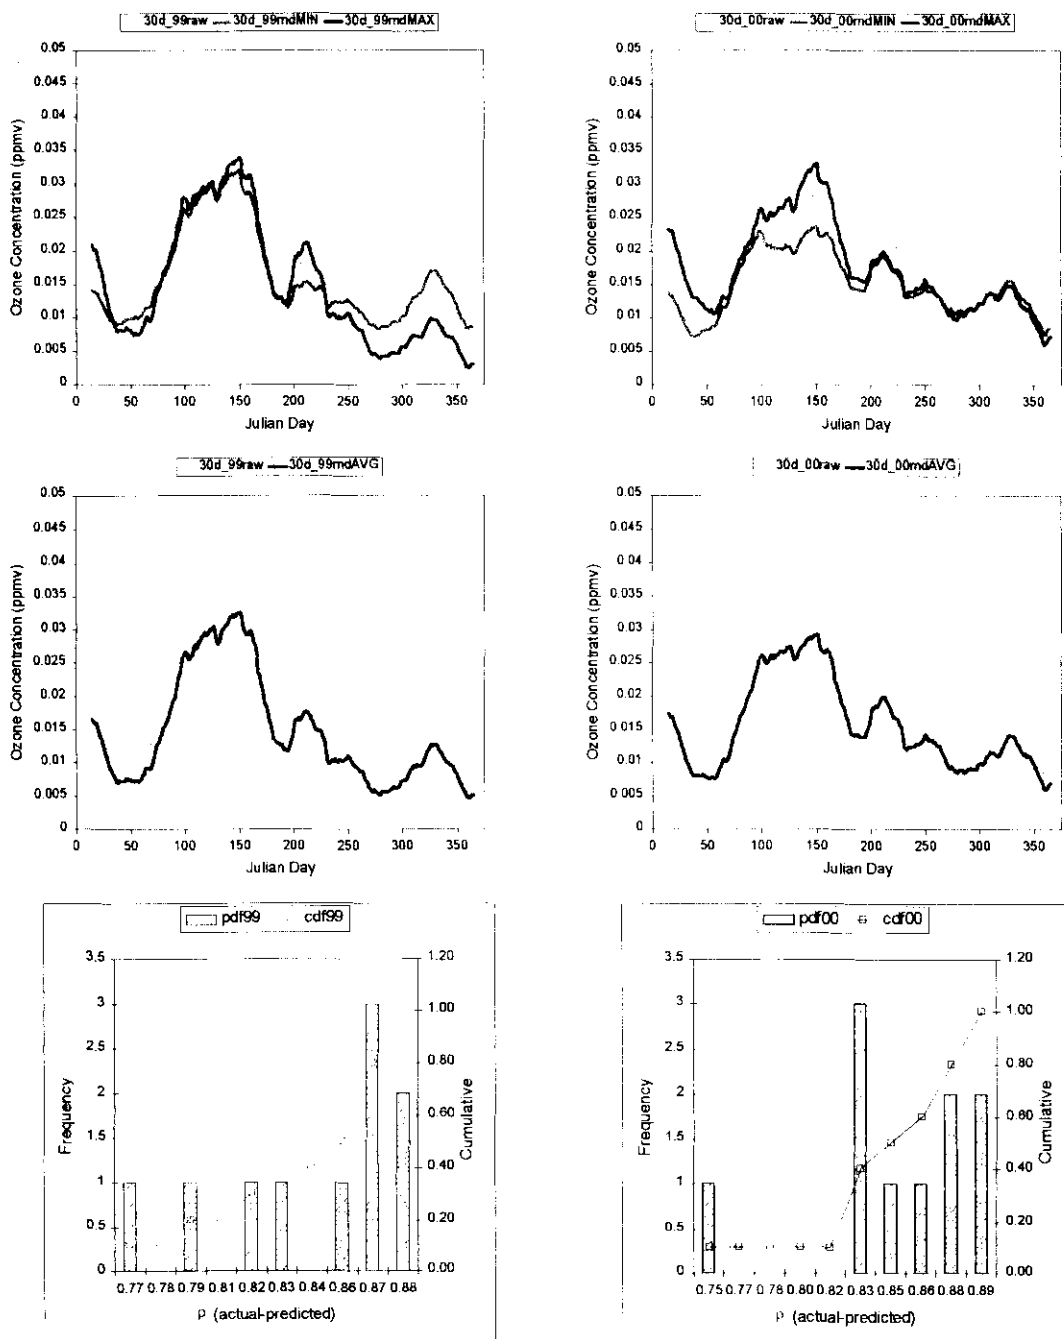 30d_99raw 30d_99mdMIN 30d_99mdMAX
0.05
0.045
0.04
0.035
0.03
0.025
0.02
0.015
0.01
0.005
0
Ozone Concentration (ppmv)
0 50 100 150 200 250 300 350
Julian Day
30d_00raw 30d_00mdMIN 30d_00mdMAX
0.05
0.045
0.04
0.035
0.03
0.025
0.02
0.015
0.01
0.005
0
Ozone Concentration (ppmv)
0 50 100 150 200 250 300 350
Julian Day
30d_99raw 30d_99mdAVG
0.05
0.045
0.04
0.035
0.03
0.025
0.02
0.015
0.01
0.005
0
Ozone Concentration (ppmv)
0 50 100 150 200 250 300 350
Julian Day
30d_00raw 30d_00mdAVG
0.05
0.045
0.04
0.035
0.03
0.025
0.02
0.015
0.01
0.005
0
Ozone Concentration (ppmv)
0 50 100 150 200 250 300 350
Julian Day
pdf99 cdf99
3.5
3
2.5
2
1.5
1
0.5
0
Frequency
1.20
1.00
0.80
0.60
0.40
0.20
0.00
Cumulative
0.77 0.78 0.79 0.81 0.82 0.83 0.84 0.86 0.87 0.88
ρ (actual-predicted)
pdf00 cdf00
3.5
3
2.5
2
1.5
1
0.5
0
Frequency
1.20
1.00
0.80
0.60
0.40
0.20
0.00
Cumulative
0.75 0.77 0.78 0.80 0.82 0.83 0.85 0.86 0.88 0.89
ρ (actual-predicted)